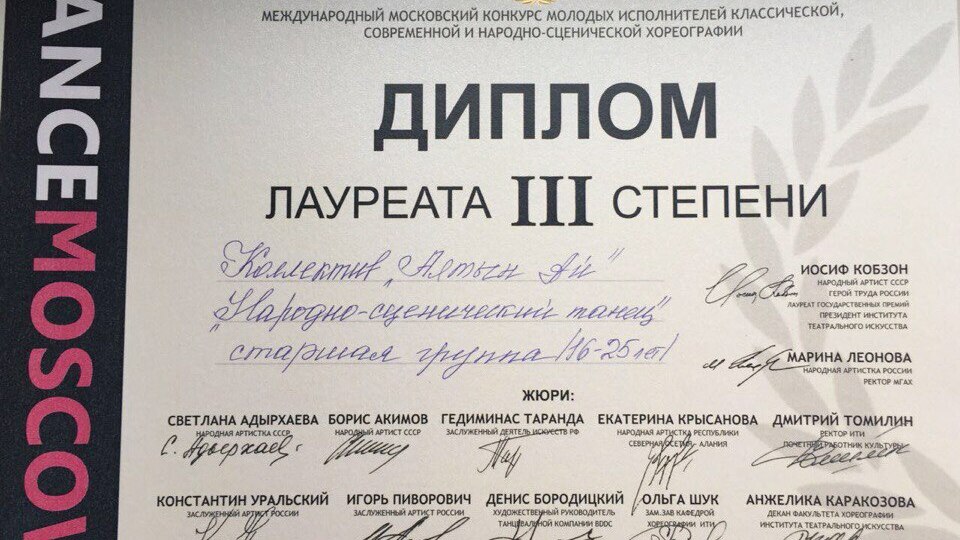 ANCEMOSCOW
МЕЖДУНАРОДНЫЙ МОСКОВСКИЙ КОНКУРС МОЛОДЫХ ИСПОЛНИТЕЛЕЙ КЛАССИЧЕСКОЙ,
СОВРЕМЕННОЙ И НАРОДНО-СЦЕНИЧЕСКОЙ ХОРЕОГРАФИИ
ДИПЛОМ
ЛАУРЕАТА III СТЕПЕНИ
Коллектив „Алтын Ай"
„Народно-сценический танец"
старшая группа /16-25 лет/
ИОСИФ КОБЗОН
НАРОДНЫЙ АРТИСТ СССР
ГЕРОЙ ТРУДА РОССИИ
ЛАУРЕАТ ГОСУДАРСТВЕННЫХ ПРЕМИЙ
ПРЕЗИДЕНТ ИНСТИТУТА
ТЕАТРАЛЬНОГО ИСКУССТВА
МАРИНА ЛЕОНОВА
НАРОДНАЯ АРТИСТКА РОССИИ
РЕКТОР МГАХ
ЖЮРИ:
СВЕТЛАНА АДЫРХАЕВА
НАРОДНАЯ АРТИСТКА СССР
С. Адырхаева
БОРИС АКИМОВ
НАРОДНЫЙ АРТИСТ СССР
ГЕДИМИНАС ТАРАНДА
ЗАСЛУЖЕННЫЙ ДЕЯТЕЛЬ ИСКУССТВ РФ
ЕКАТЕРИНА КРЫСАНОВА
НАРОДНАЯ АРТИСТКА РЕСПУБЛИКИ
СЕВЕРНАЯ ОСЕТИЯ - АЛАНИЯ
ДМИТРИЙ ТОМИЛИН
РЕКТОР ИТИ
ПОЧЕТНЫЙ РАБОТНИК КУЛЬТУРЫ
КОНСТАНТИН УРАЛЬСКИЙ
ЗАСЛУЖЕННЫЙ АРТИСТ РОССИИ
ИГОРЬ ПИВОРОВИЧ
ЗАСЛУЖЕННЫЙ АРТИСТ РОССИИ
ДЕНИС БОРОДИЦКИЙ
ХУДОЖЕСТВЕННЫЙ РУКОВОДИТЕЛЬ
ТАНЦЕВАЛЬНОЙ КОМПАНИИ BDDC
ОЛЬГА ШУК
ЗАМ.ЗАВ КАФЕДРОЙ
ХОРЕОГРАФИИ ИТИ
АНЖЕЛИКА КАРАКОЗОВА
ДЕКАН ФАКУЛЬТЕТА ХОРЕОГРАФИИ
ИНСТИТУТА ТЕАТРАЛЬНОГО ИСКУССТВА